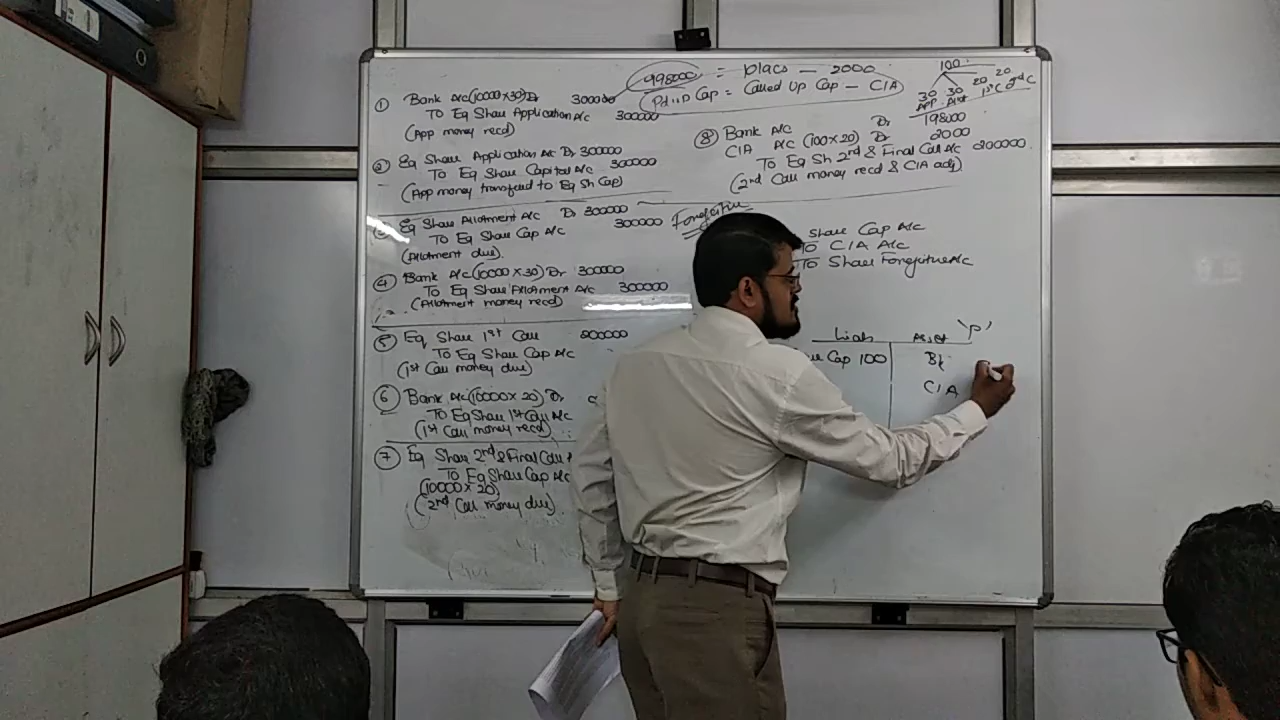 998000 = 10lacs - 2000
Paid up Cap = Called Up Cap - CIA
100
30 30 20 20
App Allot 1st C 2nd C
① Bank A/c (10000×30) Dr 300000
To Eq Share Application A/c 300000
(App money recd)
② Eq Share Application A/c Dr 300000
To Eq Share Capital A/c 300000
(App money transferd to Eq Sh Cap)
③ Eq Share Allotment A/c Dr 300000
To Eq Share Cap A/c 300000
(Allotment due)
④ Bank A/c (10000×30) Dr 300000
To Eq Share Allotment A/c 300000
(Allotment money recd)
⑤ Eq Share 1st Call 200000
To Eq Share Cap A/c
(1st Call money due)
⑥ Bank A/c (10000×20) Dr
To Eq Share 1st Call A/c
(1st Call money recd)
⑦ Eq Share 2nd & Final Call
To Eq Share Cap A/c
(10000×20)
(2nd Call money due)
⑧ Bank A/c Dr 198000
CIA A/c (100×20) Dr 2000
To Eq Sh 2nd & Final Call A/c 200000
(2nd Call money recd & CIA adj)
Forfeiture
Share Cap A/c
To CIA A/c
To Share Forfeiture A/c
'P'
Liab Asset
Cap 100
CIA